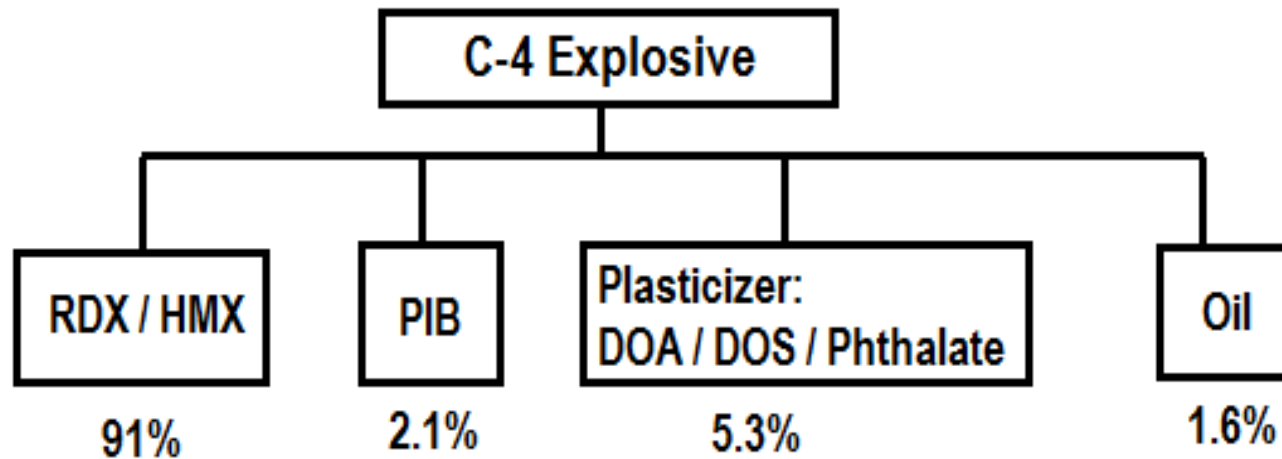 C-4 Explosive
RDX / HMX
PIB
Plasticizer:
DOA / DOS / Phthalate
Oil
91%
2.1%
5.3%
1.6%